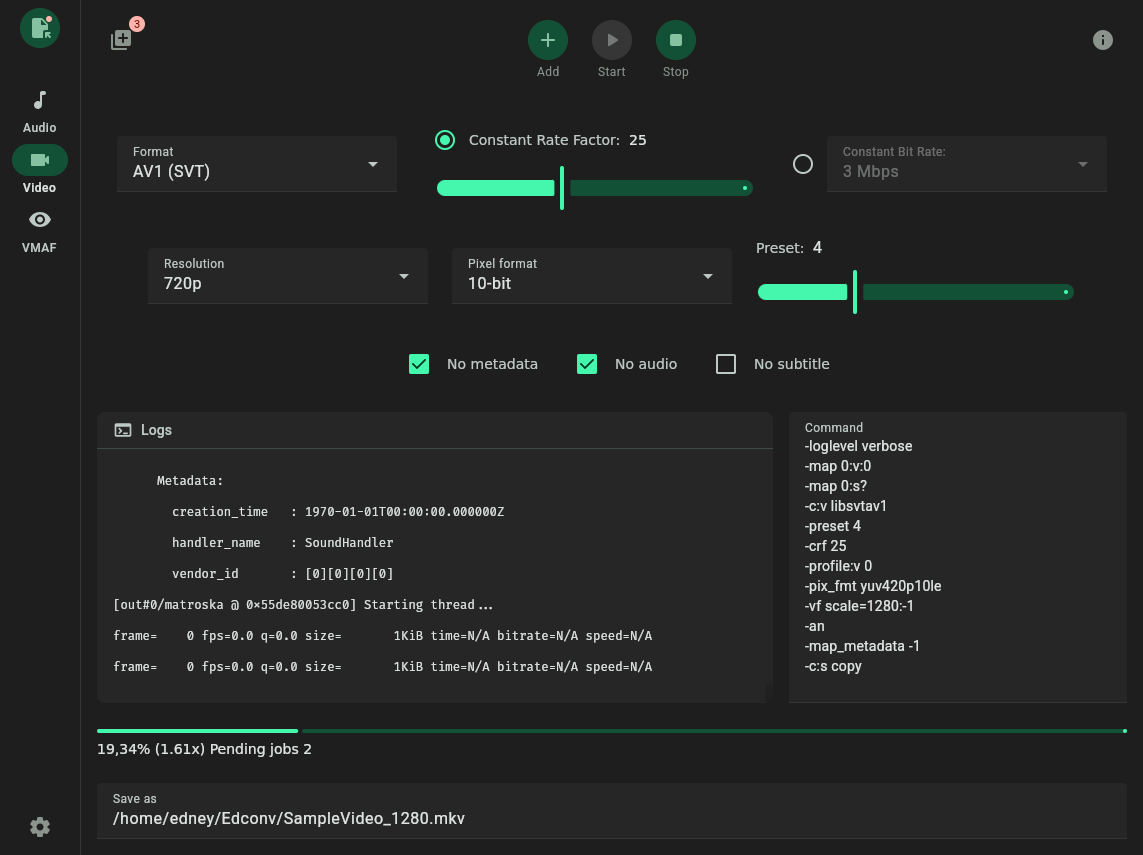 3
Add
Start
Stop
Audio
Video
VMAF
Format
AV1 (SVT)
Constant Rate Factor: 25
Constant Bit Rate:
3 Mbps
Resolution
720p
Pixel format
10-bit
Preset: 4
No metadata
No audio
No subtitle
Logs
Metadata:
creation_time : 1970-01-01T00:00:00.000000Z
handler_name : SoundHandler
vendor_id : [0][0][0][0]
[out#0/matroska @ 0x55de80053cc0] Starting thread...
frame= 0 fps=0.0 q=0.0 size= 1KiB time=N/A bitrate=N/A speed=N/A
frame= 0 fps=0.0 q=0.0 size= 1KiB time=N/A bitrate=N/A speed=N/A
Command
-loglevel verbose
-map 0:v:0
-map 0:s?
-c:v libsvtav1
-preset 4
-crf 25
-profile:v 0
-pix_fmt yuv420p10le
-vf scale=1280:-1
-an
-map_metadata -1
-c:s copy
19,34% (1.61x) Pending jobs 2
Save as
/home/edney/Edconv/SampleVideo_1280.mkv